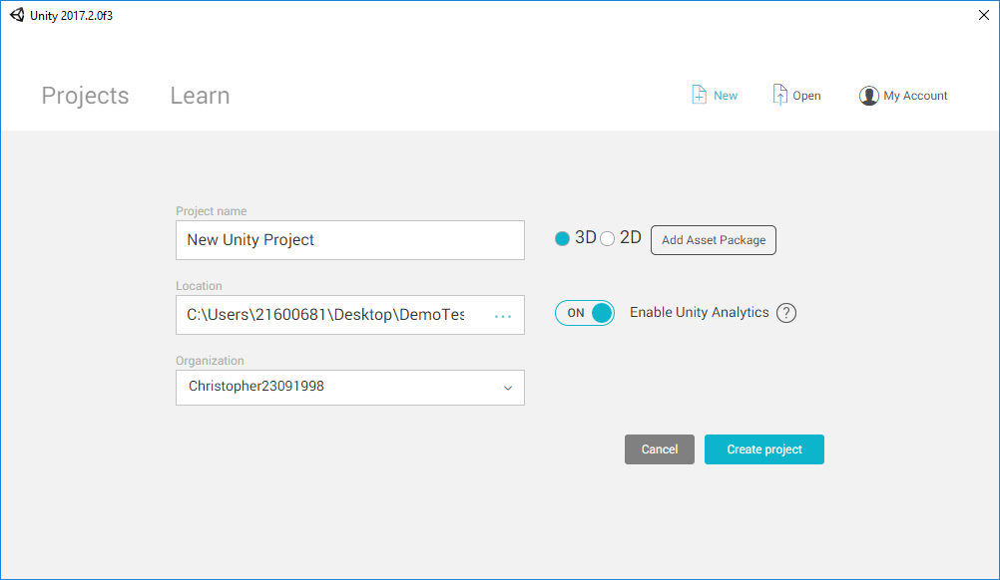 Unity 2017.2.0f3
Projects Learn New Open My Account
Project name
New Unity Project 3D 2D Add Asset Package
Location
C:\Users\21600681\Desktop\DemoTes ... ON Enable Unity Analytics ?
Organization
Christopher23091998
Cancel Create project